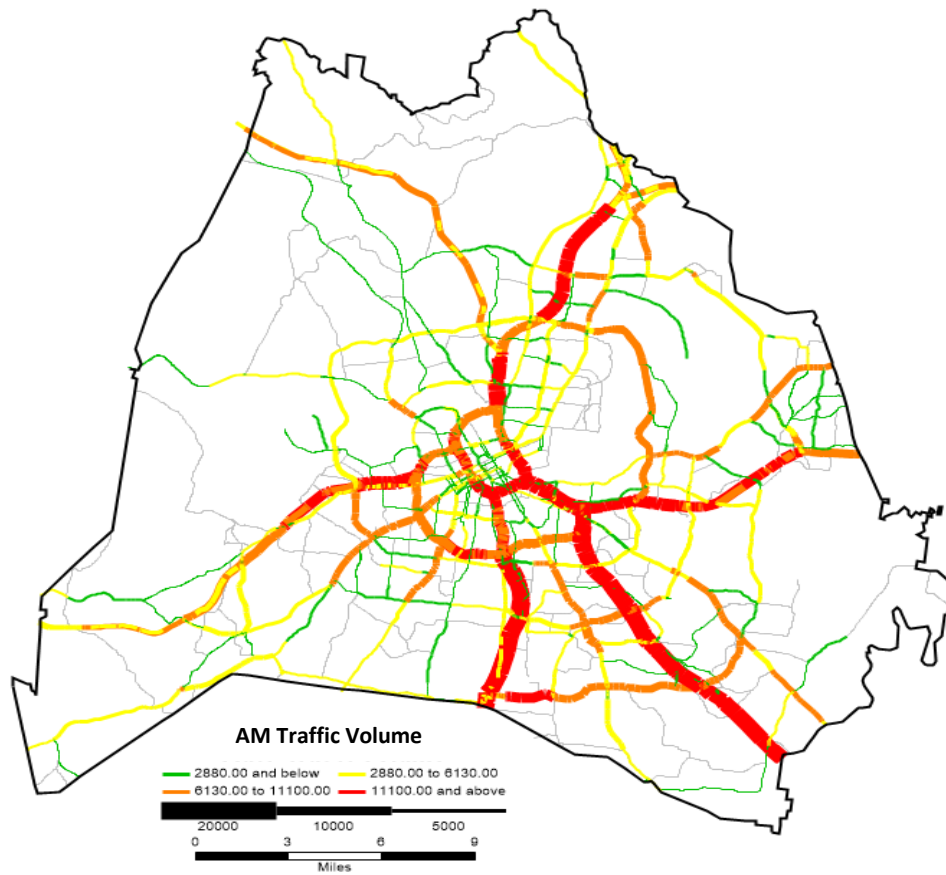 AM Traffic Volume
2880.00 and below 2880.00 to 6130.00
6130.00 to 11100.00 11100.00 and above
20000 10000 5000
0 3 6 9
Miles